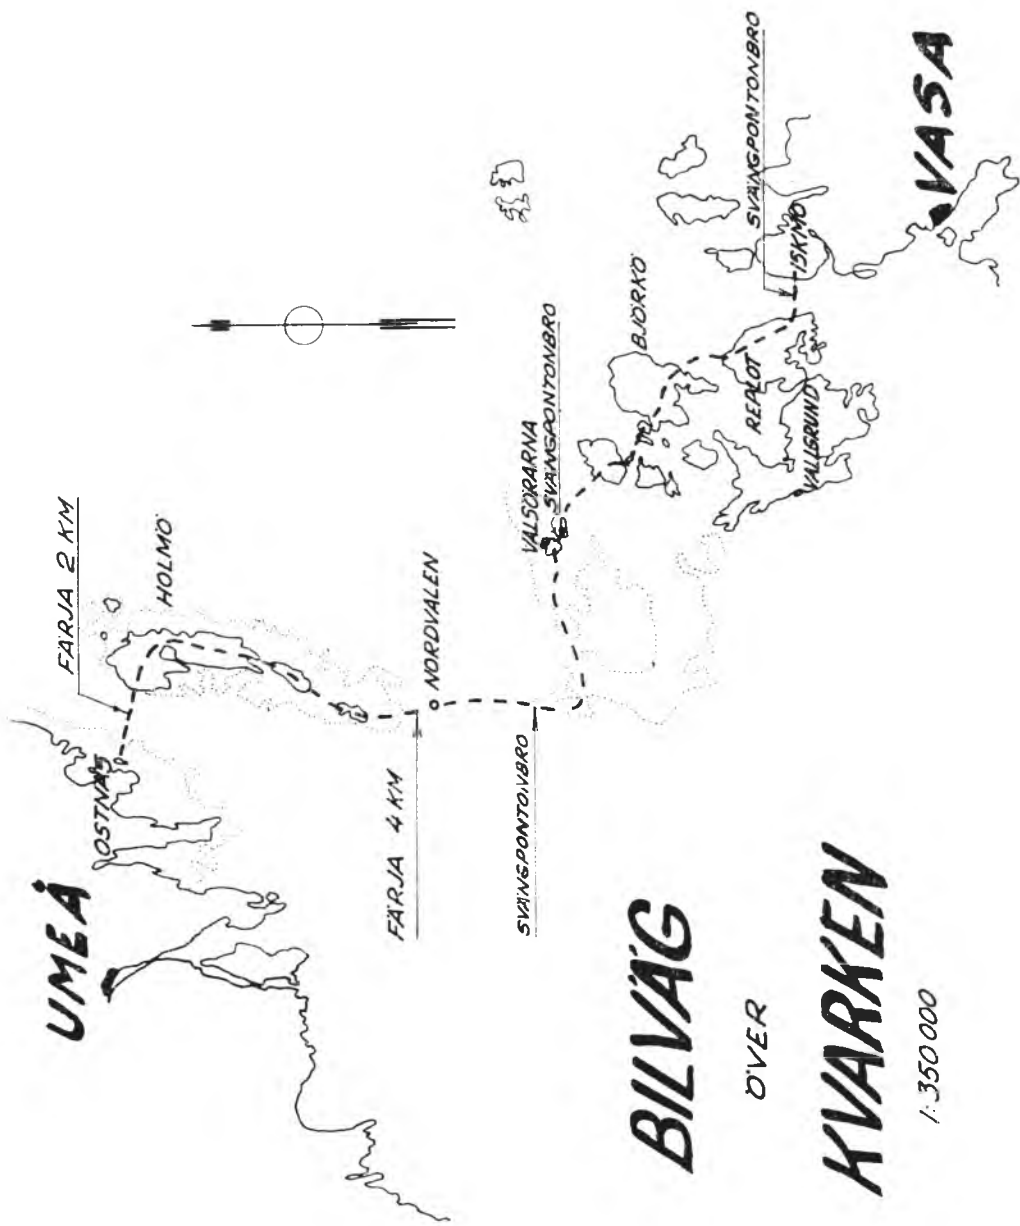 UMEÅ
OSTNÄS
FÄRJA 2 KM
HOLMÖ
FÄRJA 4 KM
NORDVALEN
SVÄNGPONTONBRO
VALSÖRARNA
SVÄNGPONTONBRO
BJÖRKÖ
REPLOT
VALLGRUND
SVÄNGPONTONBRO
ISKMO
VASA
BILVÄG
ÖVER
KVARKEN
1:350000